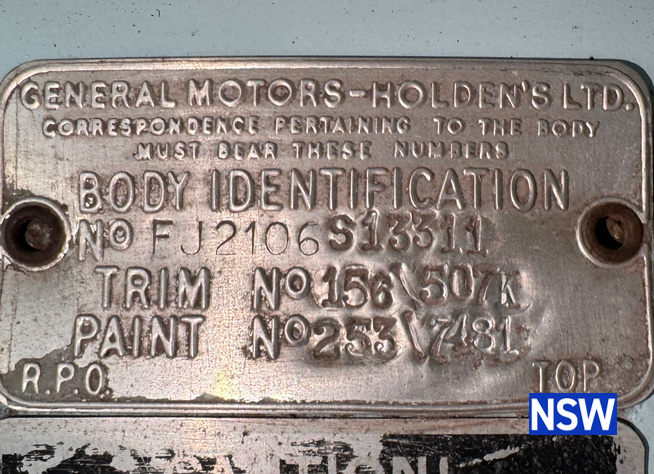 GENERAL MOTORS-HOLDEN'S LTD.
CORRESPONDENCE PERTAINING TO THE BODY
MUST BEAR THESE NUMBERS
BODY IDENTIFICATION
No FJ2106 S13311
TRIM No 156\507K
PAINT No 253\7481
R.P.O. TOP
NSW